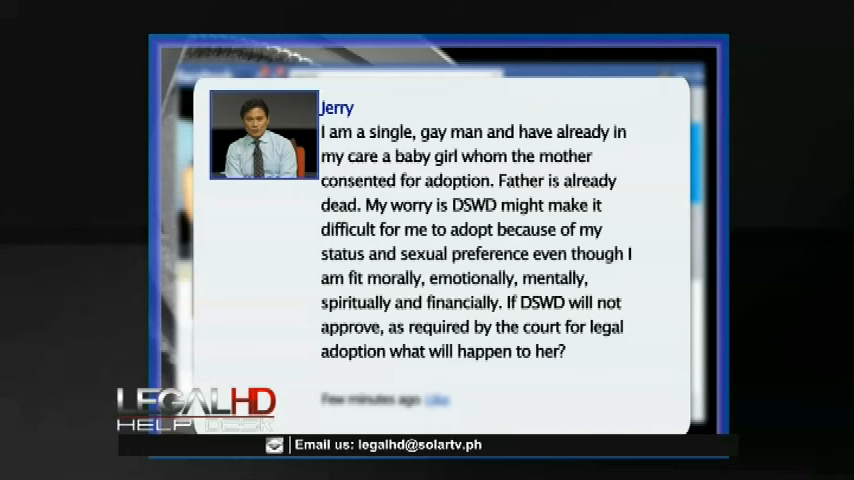 Jerry
I am a single, gay man and have already in
my care a baby girl whom the mother
consented for adoption. Father is already
dead. My worry is DSWD might make it
difficult for me to adopt because of my
status and sexual preference even though I
am fit morally, emotionally, mentally,
spiritually and financially. If DSWD will not
approve, as required by the court for legal
adoption what will happen to her?
Few minutes ago Like
LEGALHD
HELP DESK
Email us: legalhd@solartv.ph